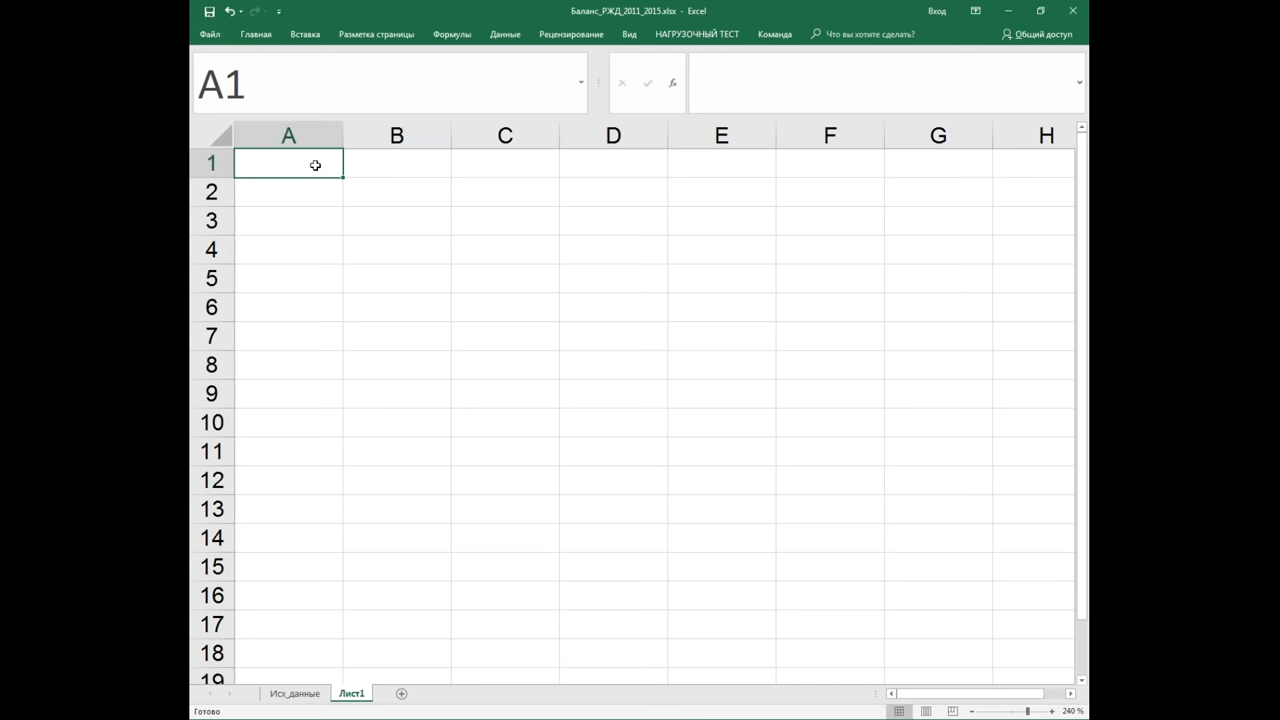 Баланс_РЖД_2011_2015.xlsx - Excel
Вход
Файл Главная Вставка Разметка страницы Формулы Данные Рецензирование Вид НАГРУЗОЧНЫЙ ТЕСТ Команда Что вы хотите сделать? Общий доступ
A1
fx
A B C D E F G H
1
2
3
4
5
6
7
8
9
10
11
12
13
14
15
16
17
18
19
Исх_данные Лист1
Готово
240 %